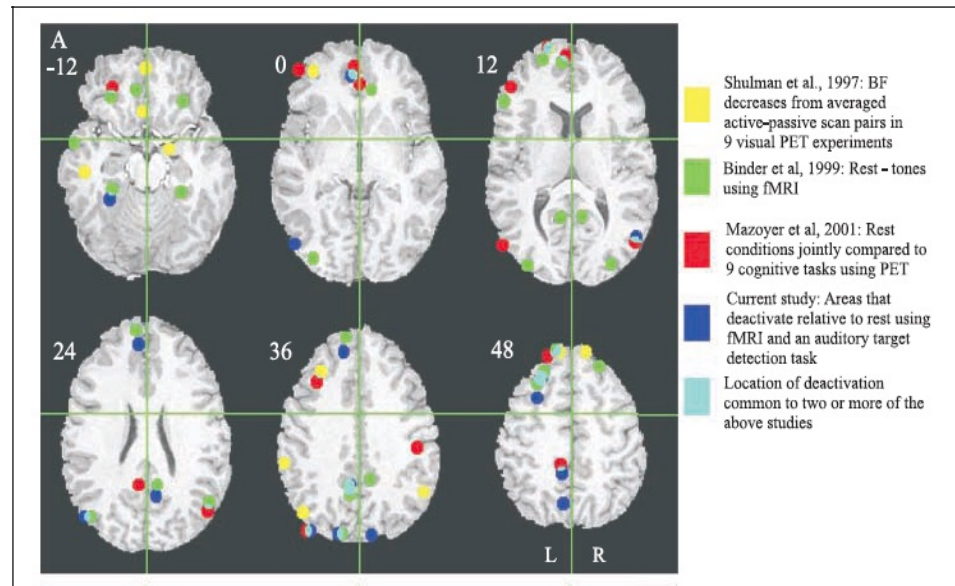 A
-12
0
12
24
36
48
L R
Shulman et al., 1997: BF
decreases from averaged
active–passive scan pairs in
9 visual PET experiments
Binder et al, 1999: Rest – tones
using fMRI
Mazoyer et al, 2001: Rest
conditions jointly compared to
9 cognitive tasks using PET
Current study: Areas that
deactivate relative to rest using
fMRI and an auditory target
detection task
Location of deactivation
common to two or more of the
above studies